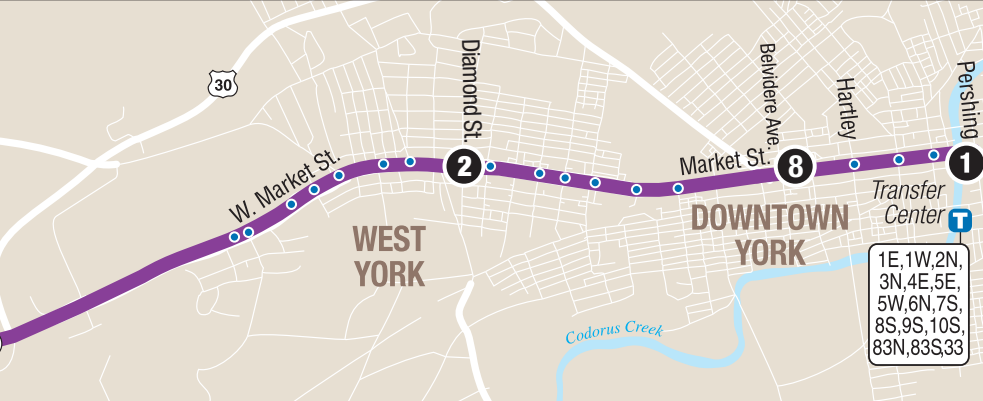 30
W. Market St.
WEST
YORK
Diamond St.
2
Market St.
Belvidere Ave.
8
Hartley
Pershing
1
DOWNTOWN
YORK
Transfer
Center
T
1E,1W,2N,
3N,4E,5E,
5W,6N,7S,
8S,9S,10S,
83N,83S,33
Codorus Creek